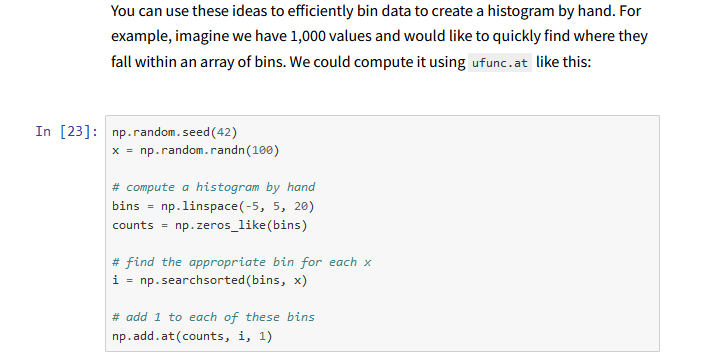 You can use these ideas to efficiently bin data to create a histogram by hand. For
example, imagine we have 1,000 values and would like to quickly find where they
fall within an array of bins. We could compute it using ufunc.at like this:
In [23]: np.random.seed(42)
x = np.random.randn(100)
# compute a histogram by hand
bins = np.linspace(-5, 5, 20)
counts = np.zeros_like(bins)
# find the appropriate bin for each x
i = np.searchsorted(bins, x)
# add 1 to each of these bins
np.add.at(counts, i, 1)